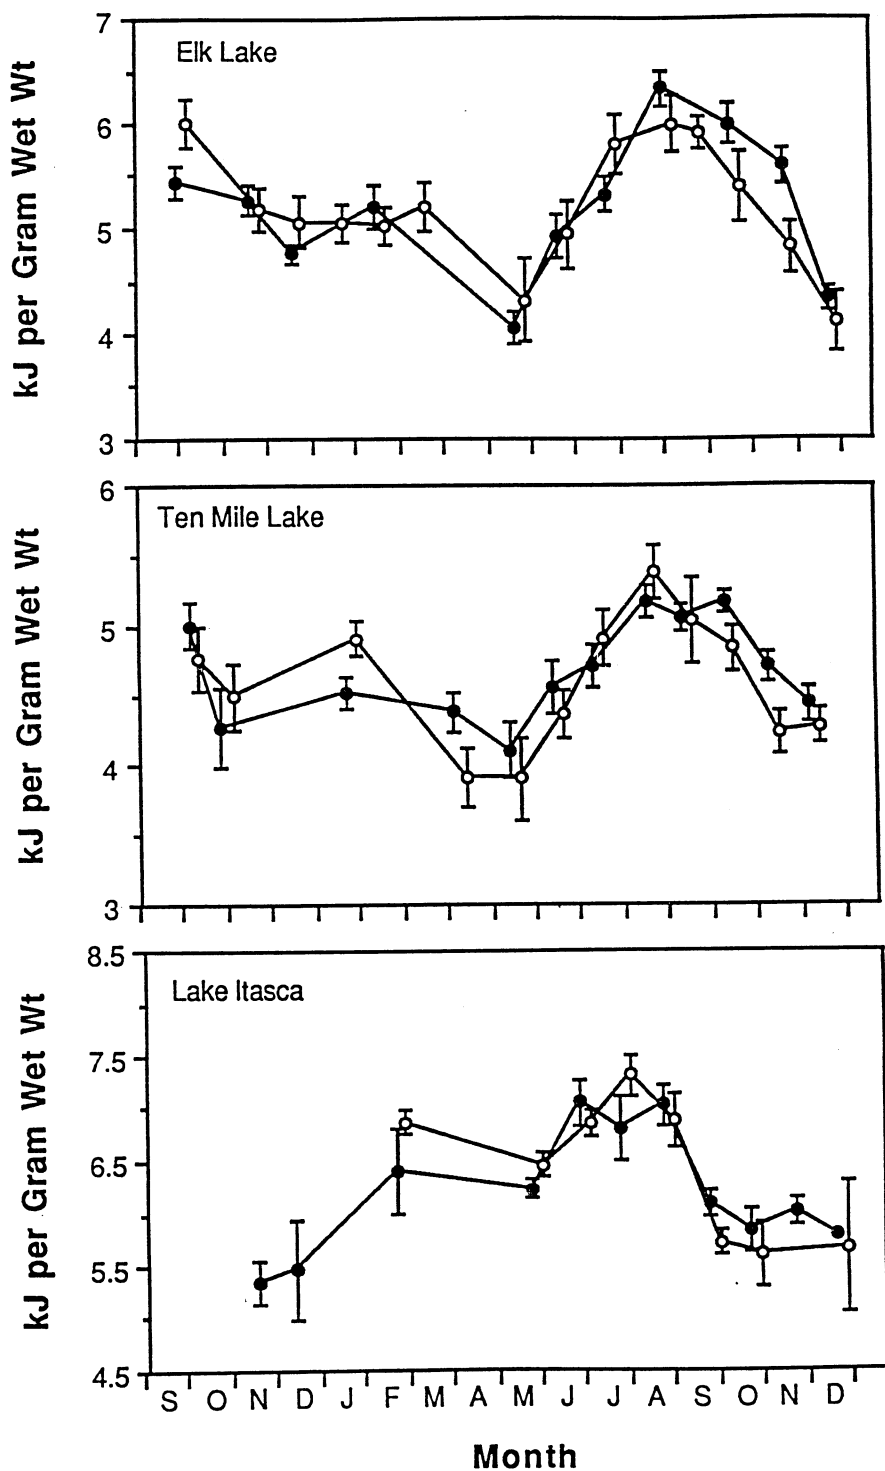 Elk Lake
kJ per Gram Wet Wt
7
6
5
4
3
Ten Mile Lake
kJ per Gram Wet Wt
6
5
4
3
Lake Itasca
kJ per Gram Wet Wt
8.5
7.5
6.5
5.5
4.5
S O N D J F M A M J J A S O N D
Month